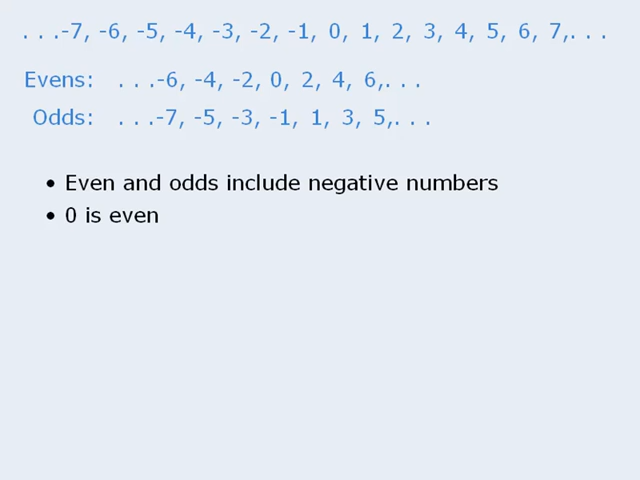 . . .-7, -6, -5, -4, -3, -2, -1, 0, 1, 2, 3, 4, 5, 6, 7,. . .
Evens: . . .-6, -4, -2, 0, 2, 4, 6,. . .
Odds: . . .-7, -5, -3, -1, 1, 3, 5,. . .
• Even and odds include negative numbers
• 0 is even